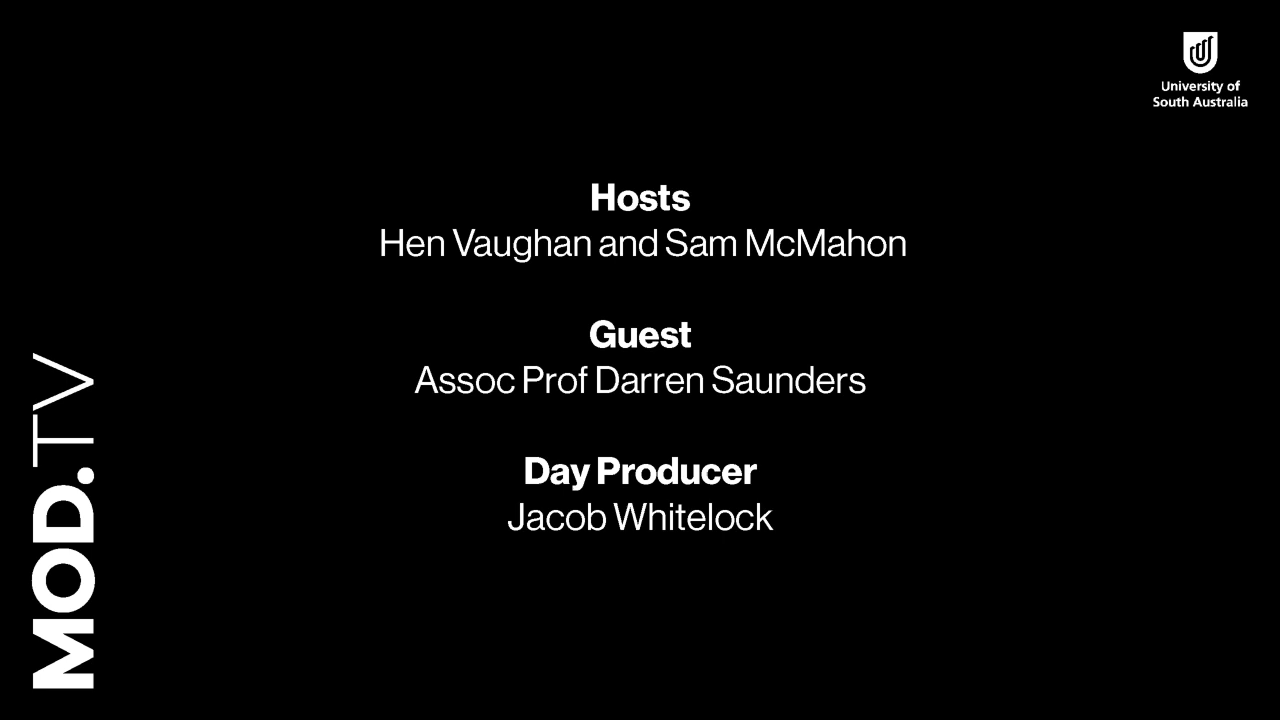 University of
South Australia
Hosts
Hen Vaughan and Sam McMahon
Guest
Assoc Prof Darren Saunders
Day Producer
Jacob Whitelock
MOD.TV